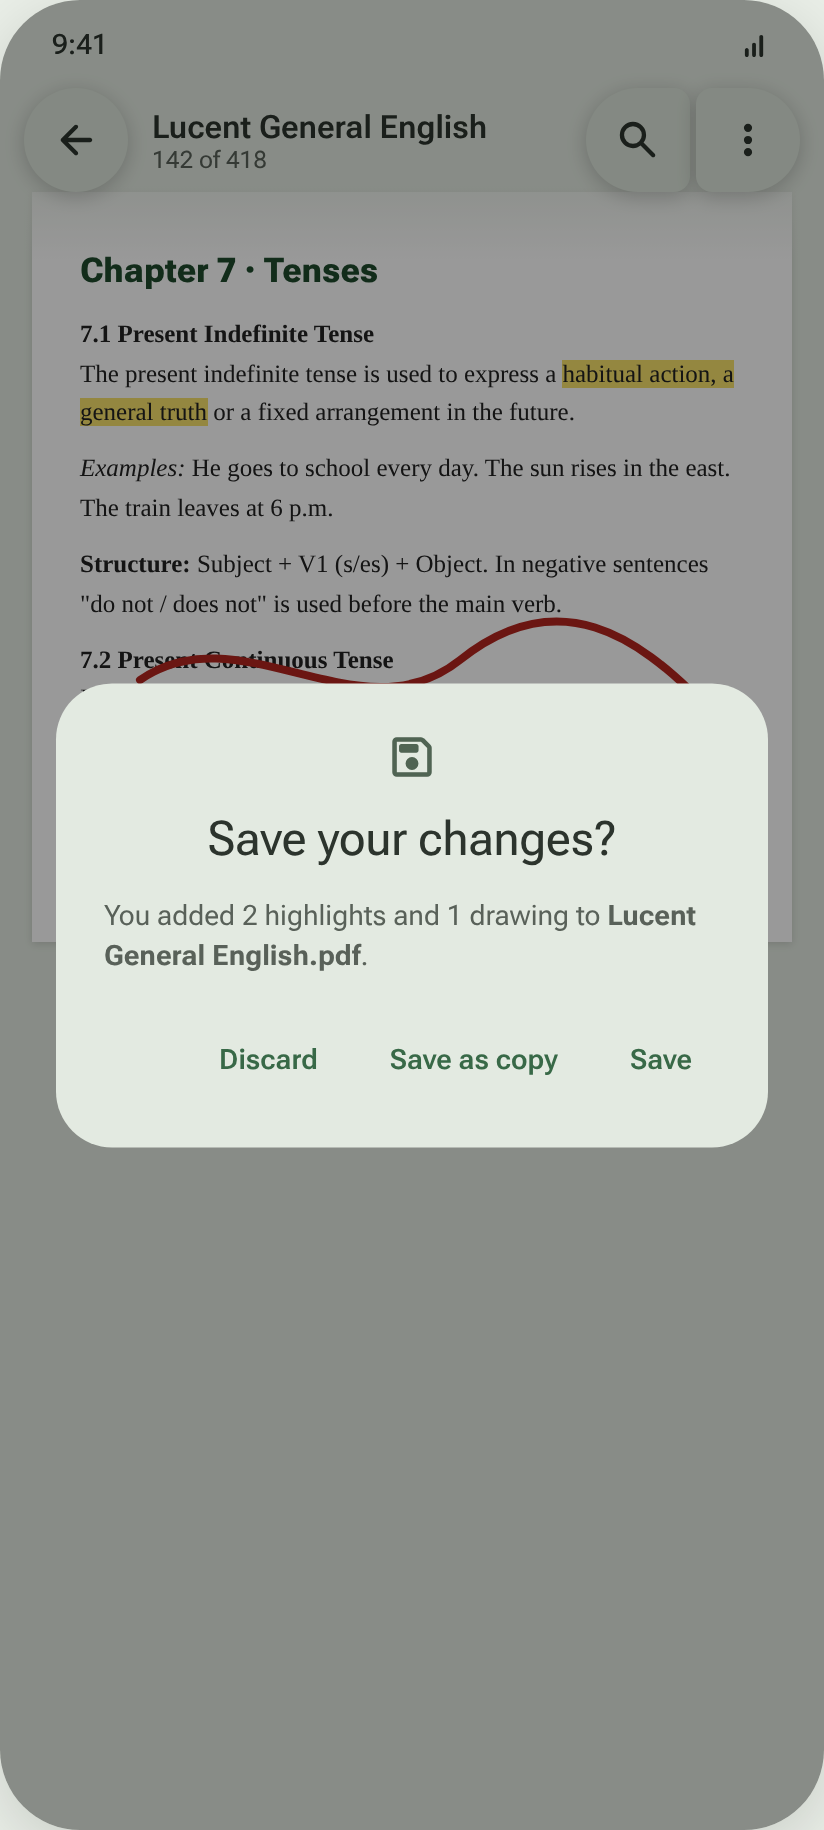 9:41
Lucent General English
142 of 418
Chapter 7 · Tenses
7.1 Present Indefinite Tense
The present indefinite tense is used to express a habitual action, a
general truth or a fixed arrangement in the future.
Examples: He goes to school every day. The sun rises in the east.
The train leaves at 6 p.m.
Structure: Subject + V1 (s/es) + Object. In negative sentences
"do not / does not" is used before the main verb.
7.2 Present Continuous Tense
Save your changes?
You added 2 highlights and 1 drawing to Lucent
General English.pdf.
Discard Save as copy Save